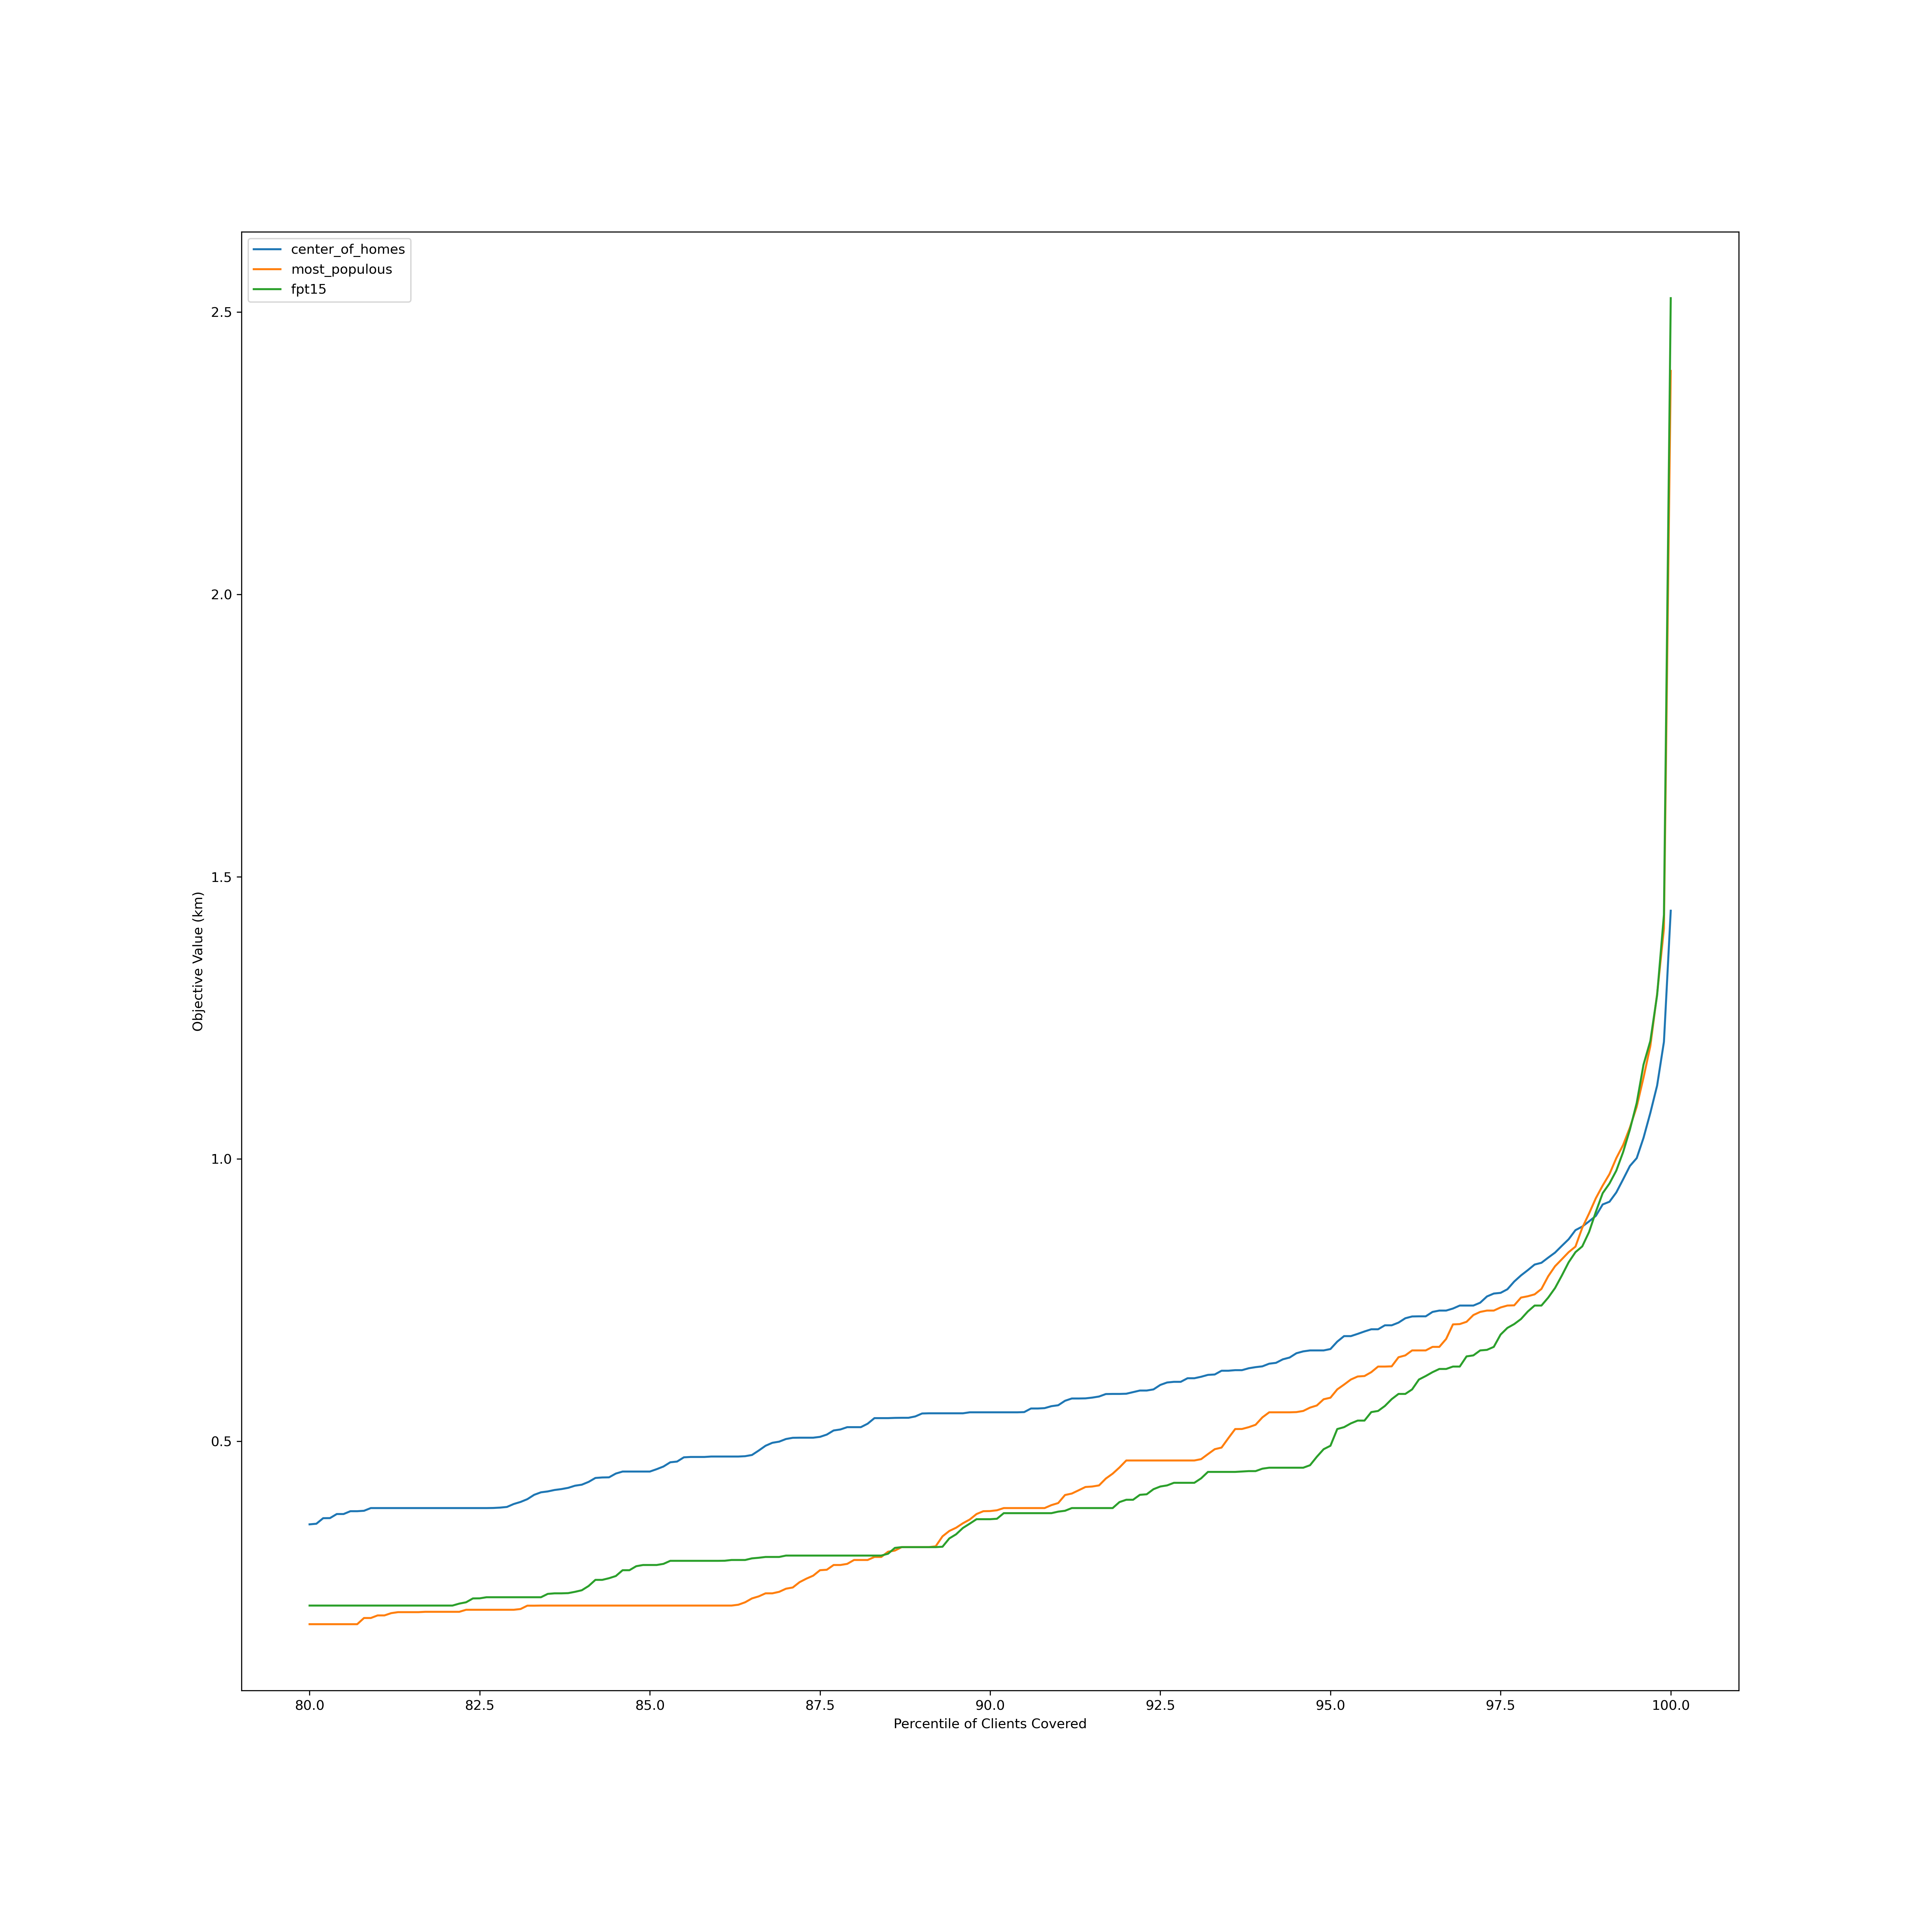 center_of_homes
most_populous
fpt15
2.5
2.0
1.5
1.0
0.5
Objective Value (km)
80.0 82.5 85.0 87.5 90.0 92.5 95.0 97.5 100.0
Percentile of Clients Covered